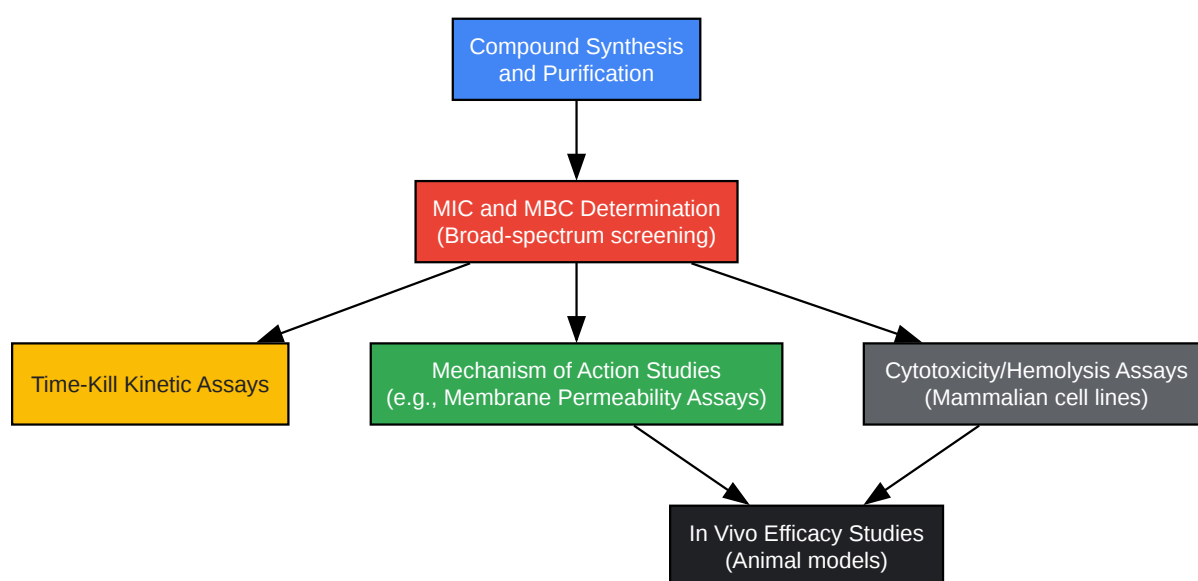 Compound Synthesis
and Purification
MIC and MBC Determination
(Broad-spectrum screening)
Time-Kill Kinetic Assays
Mechanism of Action Studies
(e.g., Membrane Permeability Assays)
Cytotoxicity/Hemolysis Assays
(Mammalian cell lines)
In Vivo Efficacy Studies
(Animal models)